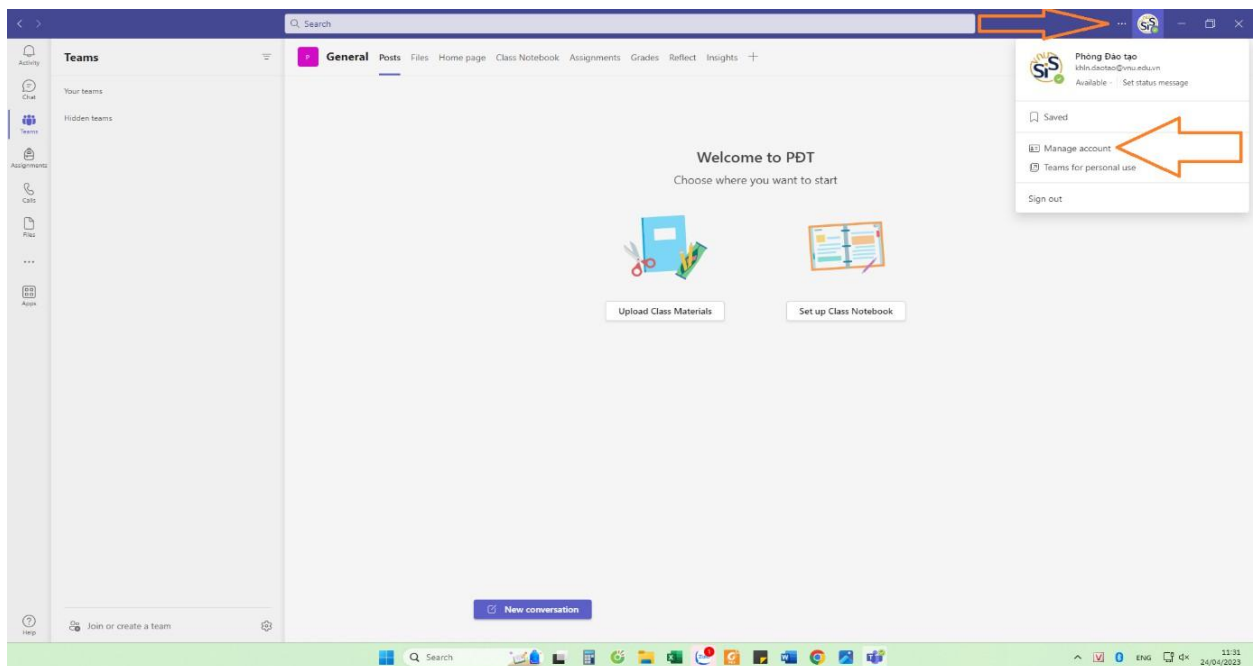 Search
Activity
Chat
Teams
Assignments
Calls
Files
Apps
Help
Teams
Your teams
Hidden teams
Join or create a team
P
General Posts Files Home page Class Notebook Assignments Grades Reflect Insights
Welcome to PĐT
Choose where you want to start
Upload Class Materials
Set up Class Notebook
New conversation
SiS
VNU
SiS
Phòng Đào tạo
khln.daotao@vnu.edu.vn
Available
Set status message
Saved
Manage account
Teams for personal use
Sign out
Search
V
ENG
11:31
24/04/2023